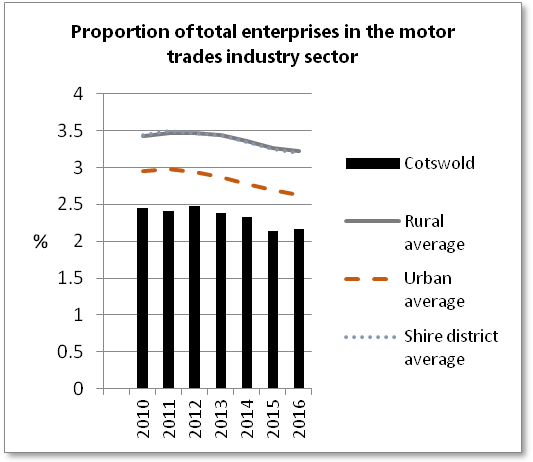 Proportion of total enterprises in the motor
trades industry sector
4
3.5
3
2.5
2
1.5
1
0.5
0
%
2010
2011
2012
2013
2014
2015
2016
Cotswold
Rural
average
Urban
average
Shire district
average